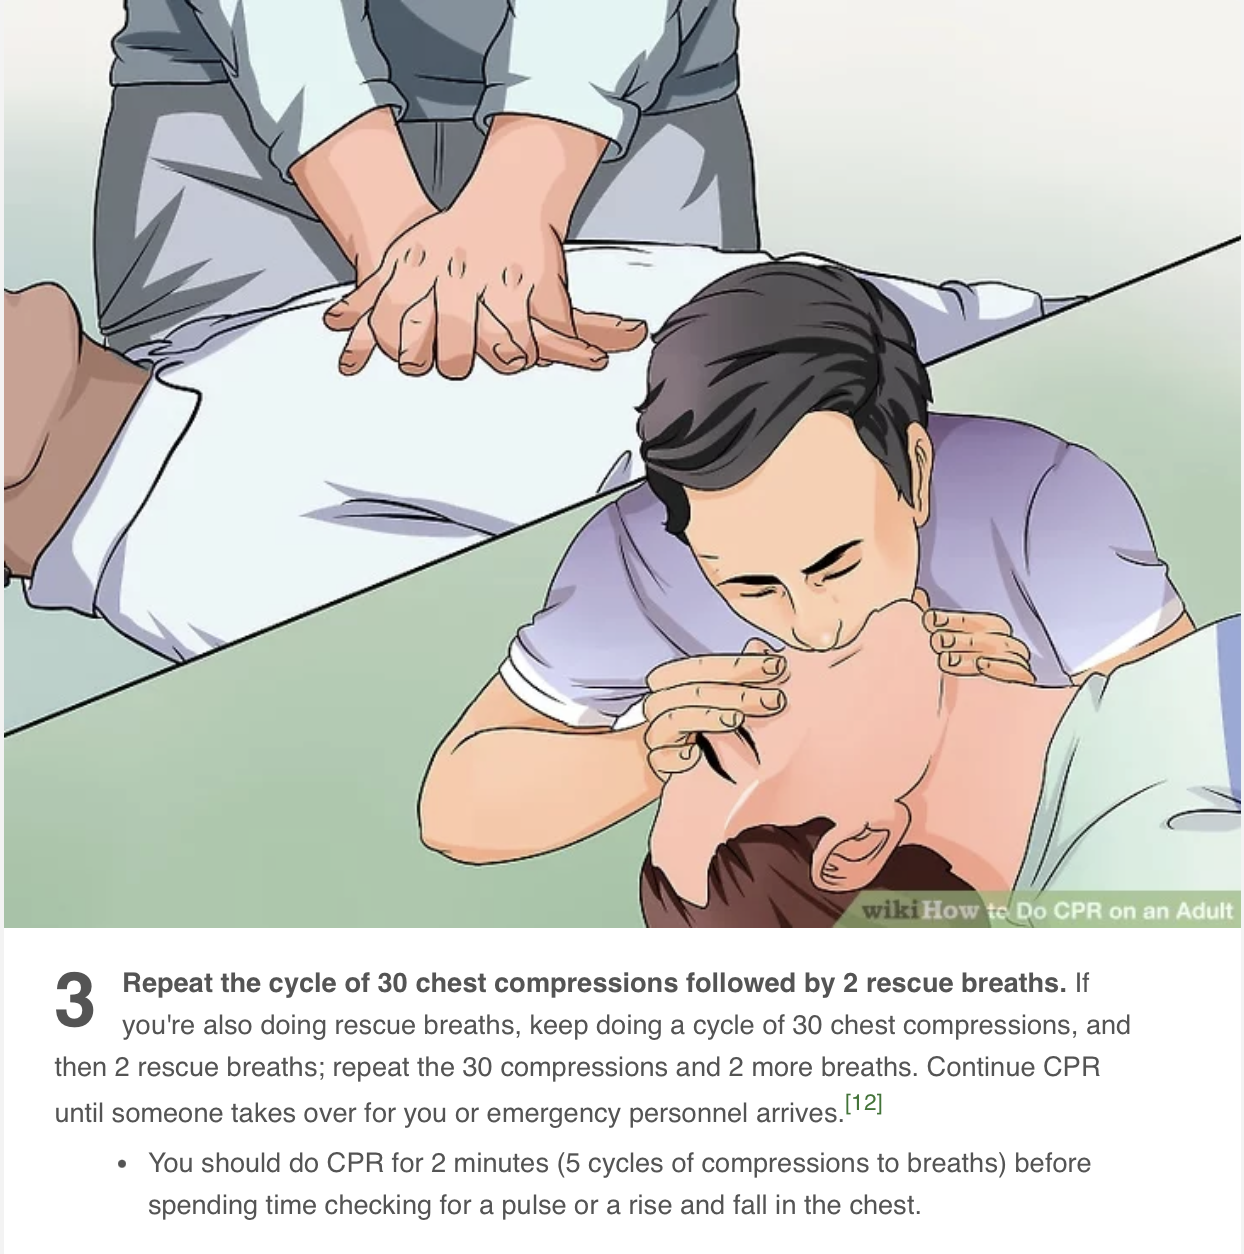 wikiHow to Do CPR on an Adult
3 Repeat the cycle of 30 chest compressions followed by 2 rescue breaths. If
you're also doing rescue breaths, keep doing a cycle of 30 chest compressions, and
then 2 rescue breaths; repeat the 30 compressions and 2 more breaths. Continue CPR
until someone takes over for you or emergency personnel arrives.[12]
• You should do CPR for 2 minutes (5 cycles of compressions to breaths) before
spending time checking for a pulse or a rise and fall in the chest.